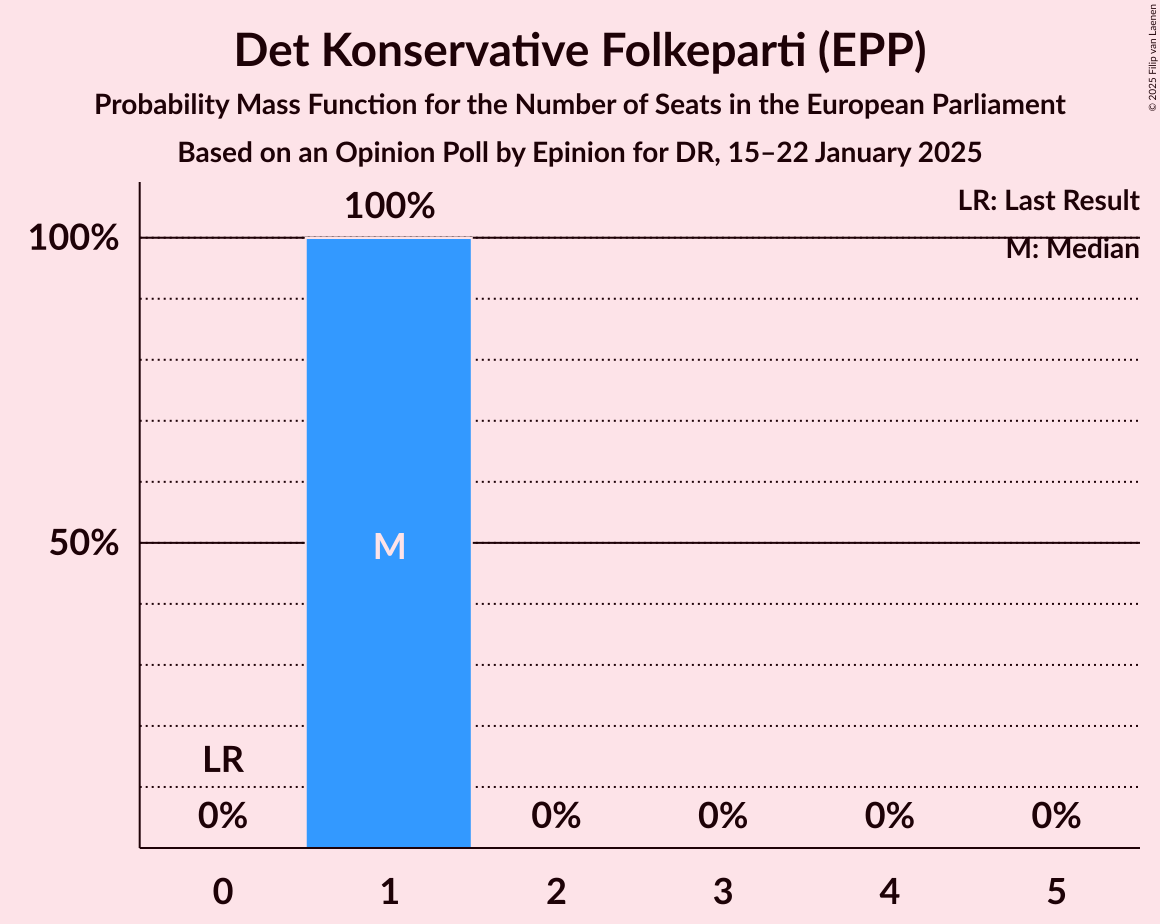 Det Konservative Folkeparti (EPP)
Probability Mass Function for the Number of Seats in the European Parliament
Based on an Opinion Poll by Epinion for DR, 15–22 January 2025
© 2025 Filip van Laenen
LR: Last Result
M: Median
100%
100%
50%
M
LR
0%
0%
0%
0%
0%
0
1
2
3
4
5